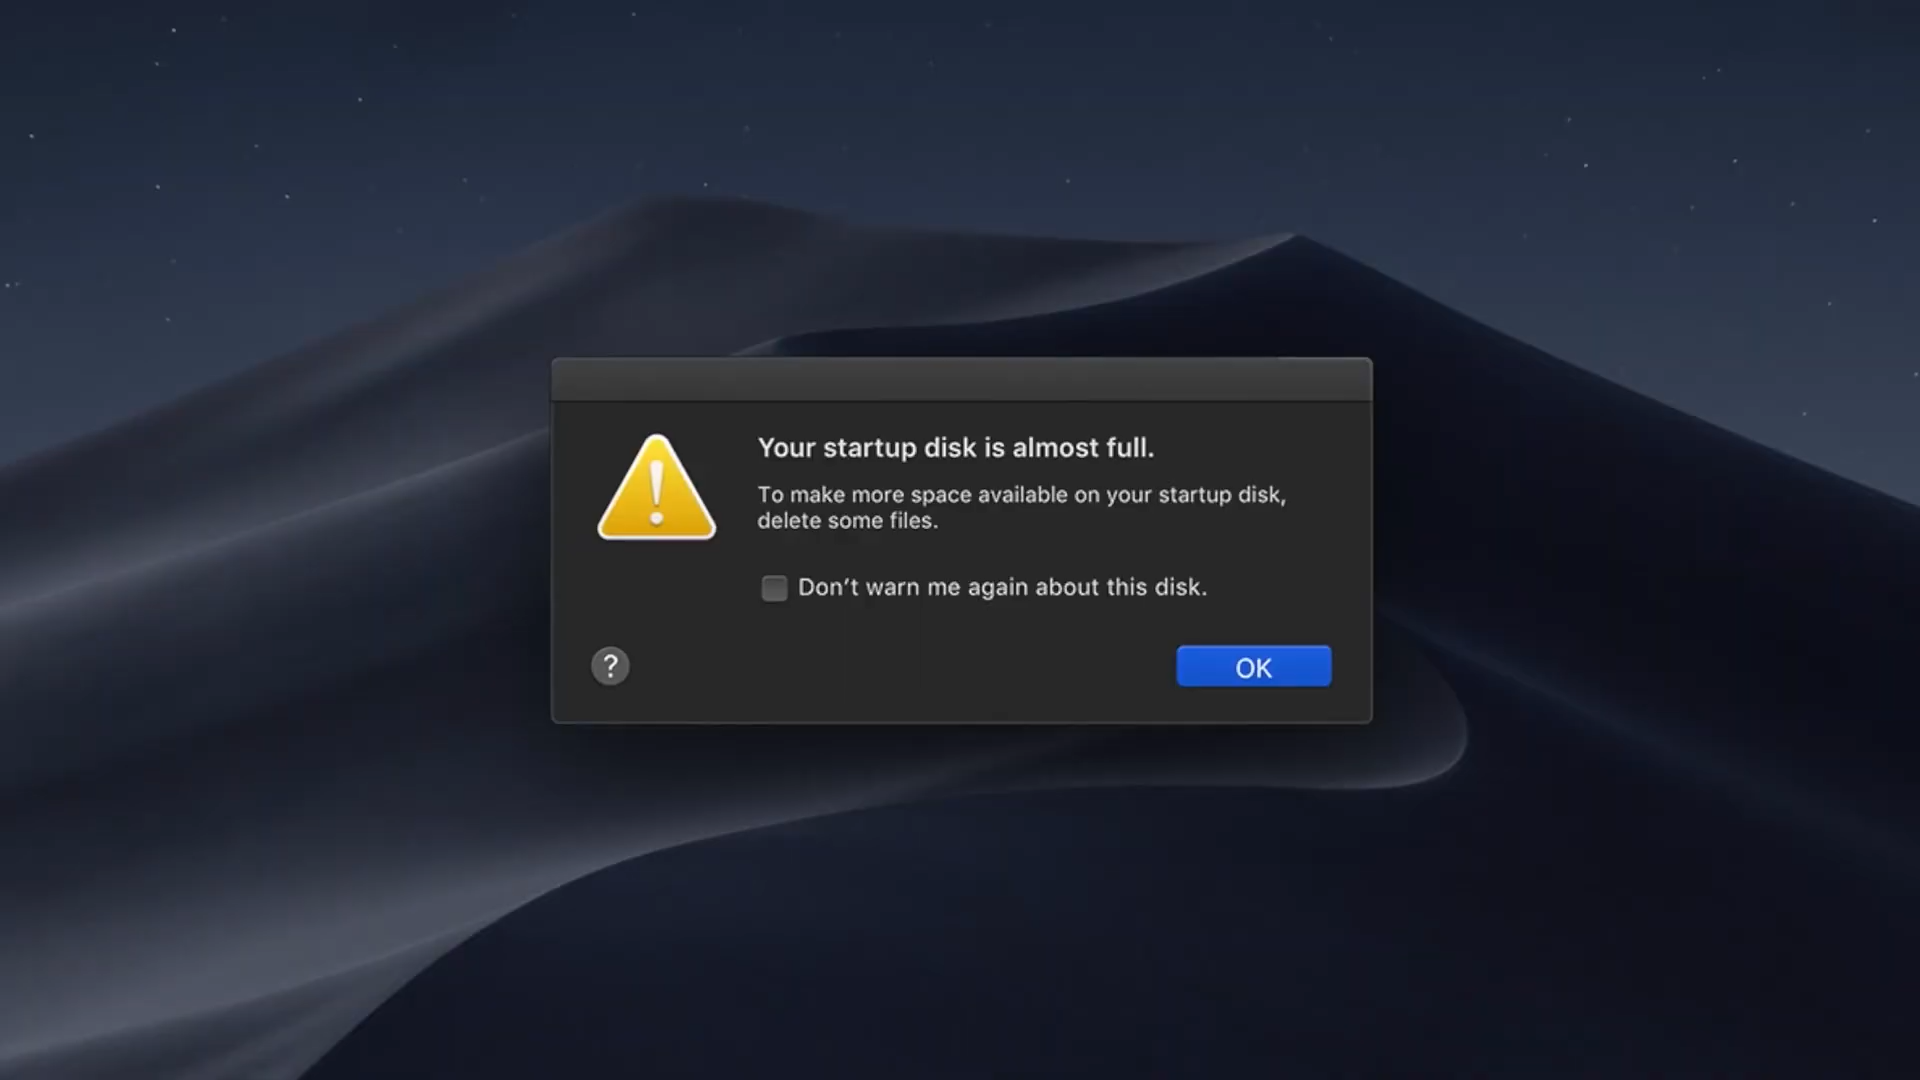 Your startup disk is almost full.
To make more space available on your startup disk,
delete some files.
Don’t warn me again about this disk.
?
OK